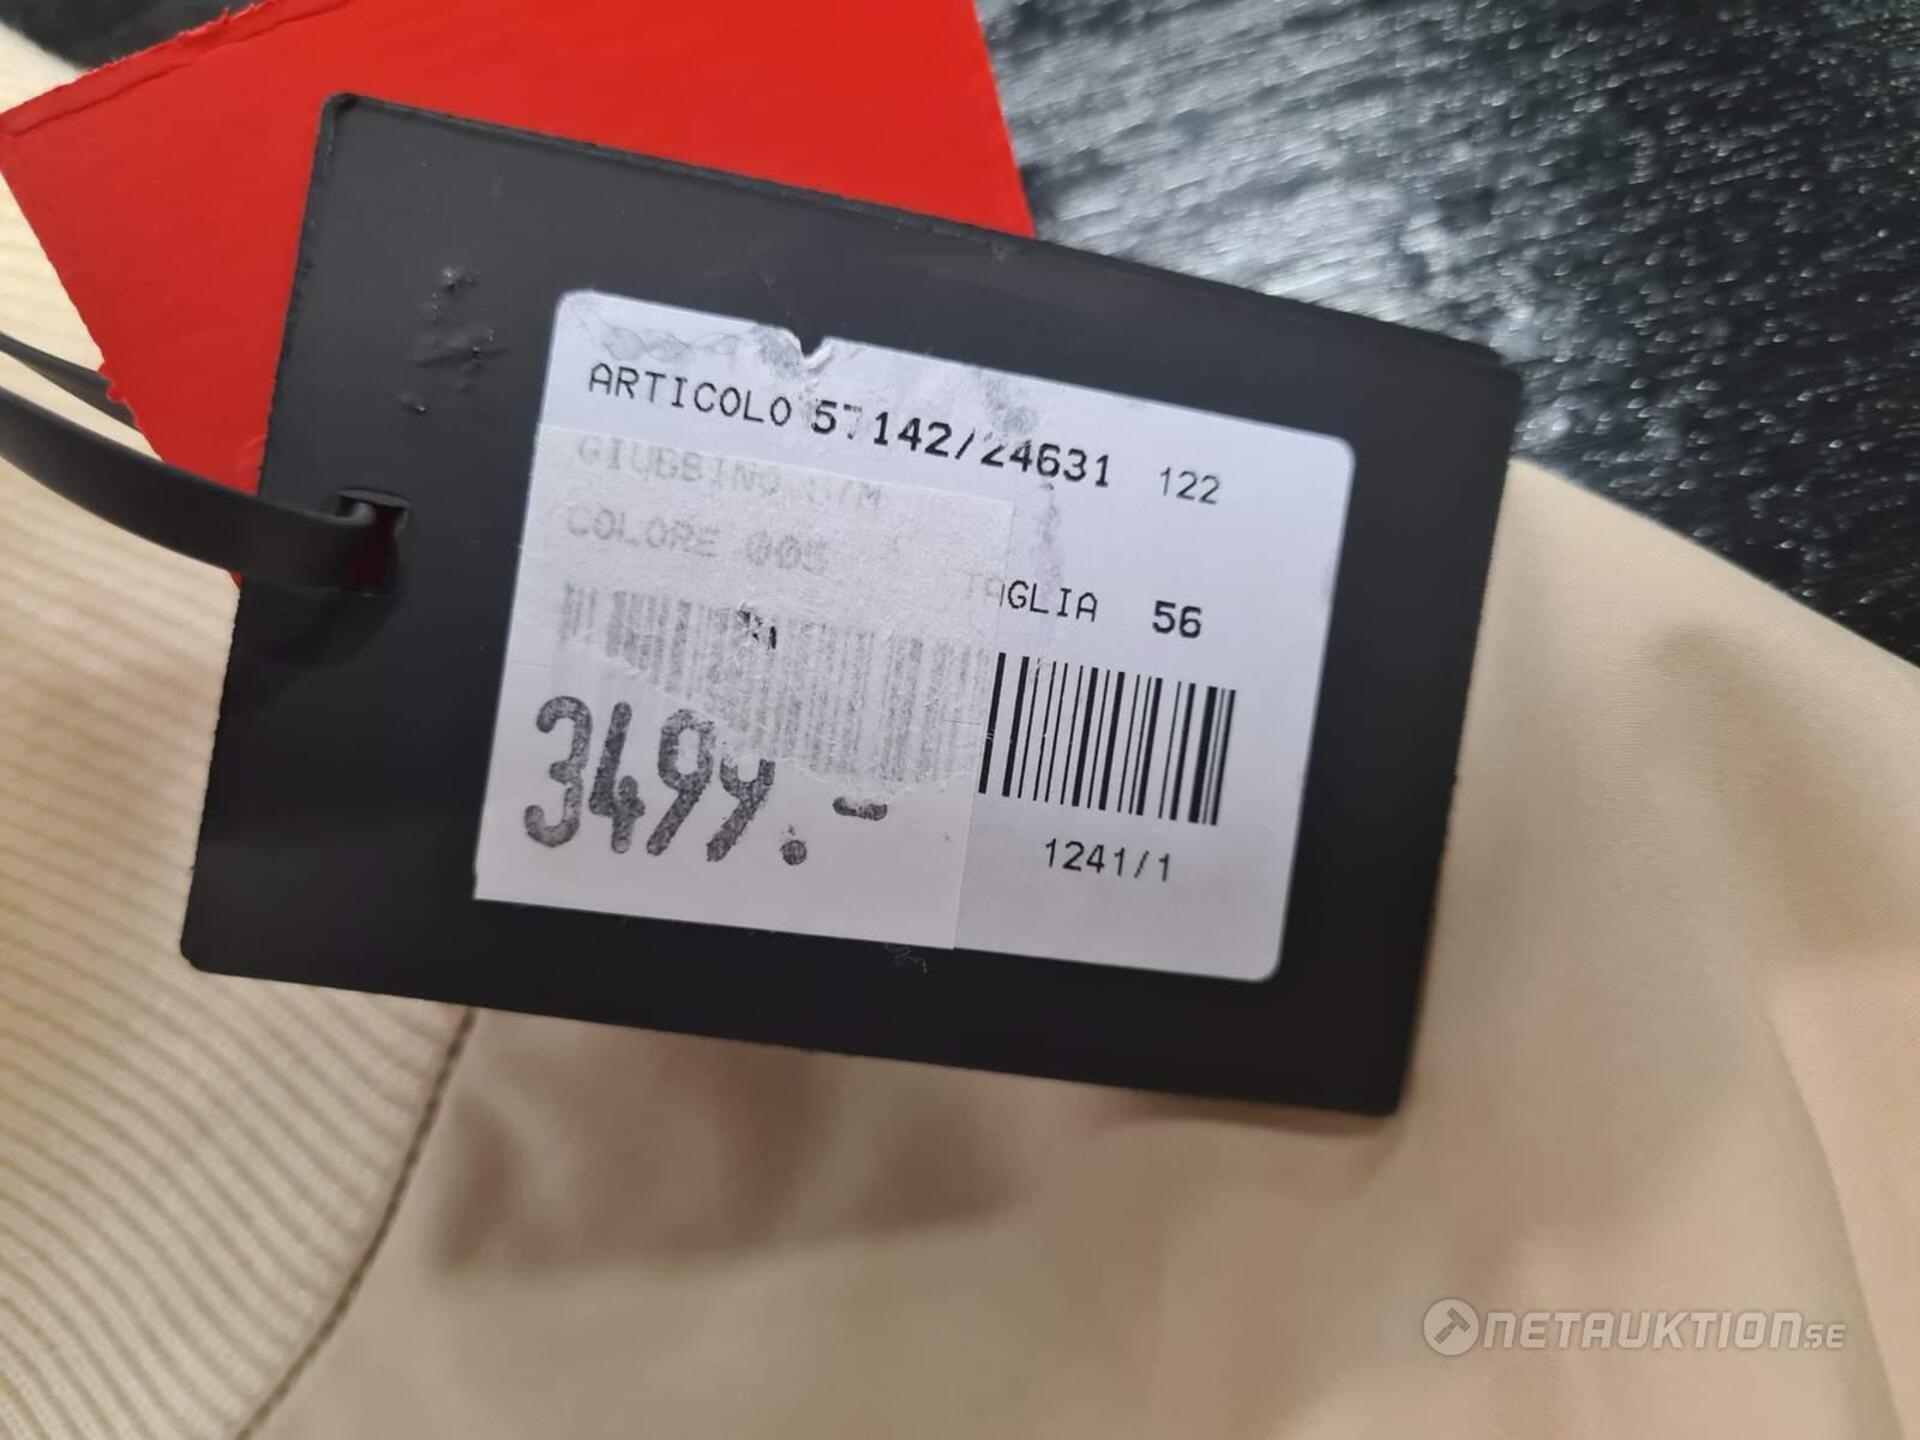 ARTICOLO 57142/24631 122
GIUBBINO S/M
COLORE 005
TAGLIA 56
3499.-
1241/1
NETAUKTION.SE